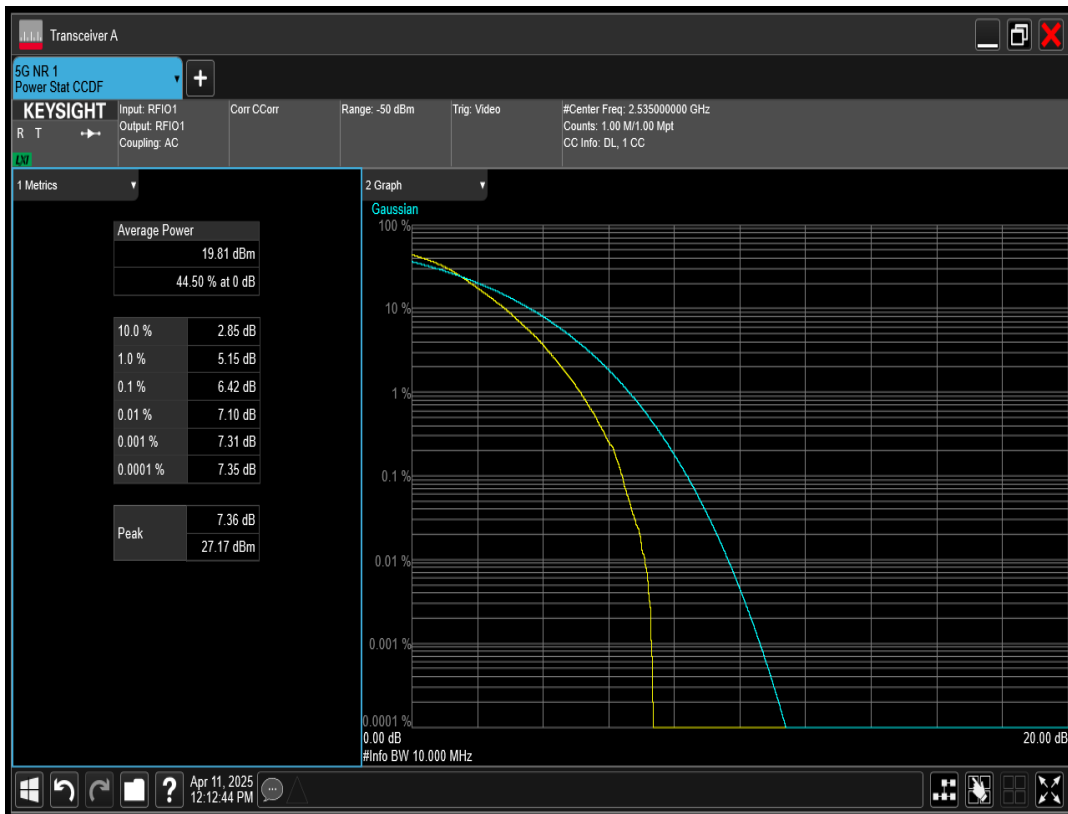 Transceiver A
5G NR 1
Power Stat CCDF
+
KEYSIGHT
R T
LXI
Input: RFIO1
Output: RFIO1
Coupling: AC
Corr CCorr
Range: -50 dBm
Trig: Video
#Center Freq: 2.535000000 GHz
Counts: 1.00 M/1.00 Mpt
CC Info: DL, 1 CC
1 Metrics
Average Power
19.81 dBm
44.50 % at 0 dB
10.0 % 2.85 dB
1.0 % 5.15 dB
0.1 % 6.42 dB
0.01 % 7.10 dB
0.001 % 7.31 dB
0.0001 % 7.35 dB
Peak 7.36 dB
27.17 dBm
2 Graph
Gaussian
100 %
10 %
1 %
0.1 %
0.01 %
0.001 %
0.0001 %
0.00 dB 20.00 dB
#Info BW 10.000 MHz
?
Apr 11, 2025
12:12:44 PM